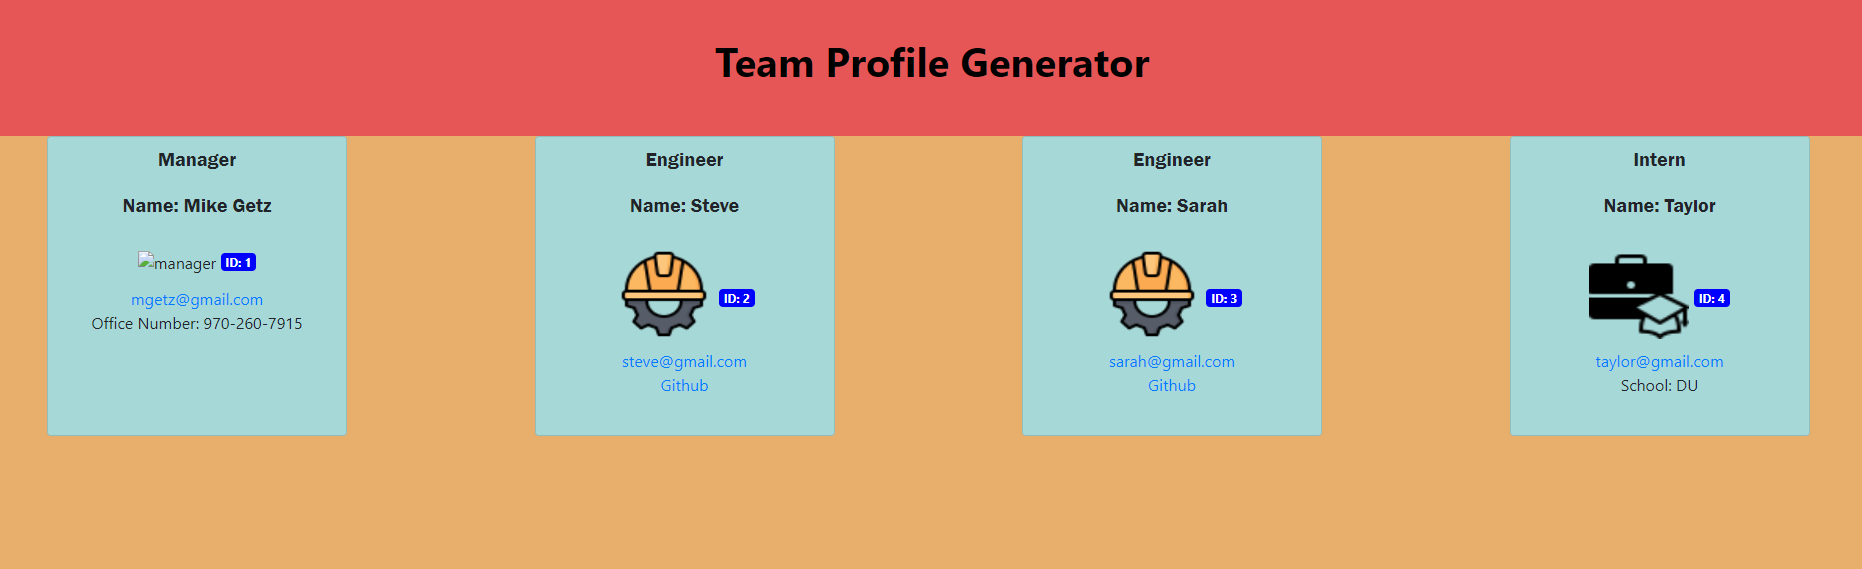 Team Profile Generator
Manager
Name: Mike Getz
manager ID: 1
mgetz@gmail.com
Office Number: 970-260-7915
Engineer
Name: Steve
ID: 2
steve@gmail.com
Github
Engineer
Name: Sarah
ID: 3
sarah@gmail.com
Github
Intern
Name: Taylor
ID: 4
taylor@gmail.com
School: DU